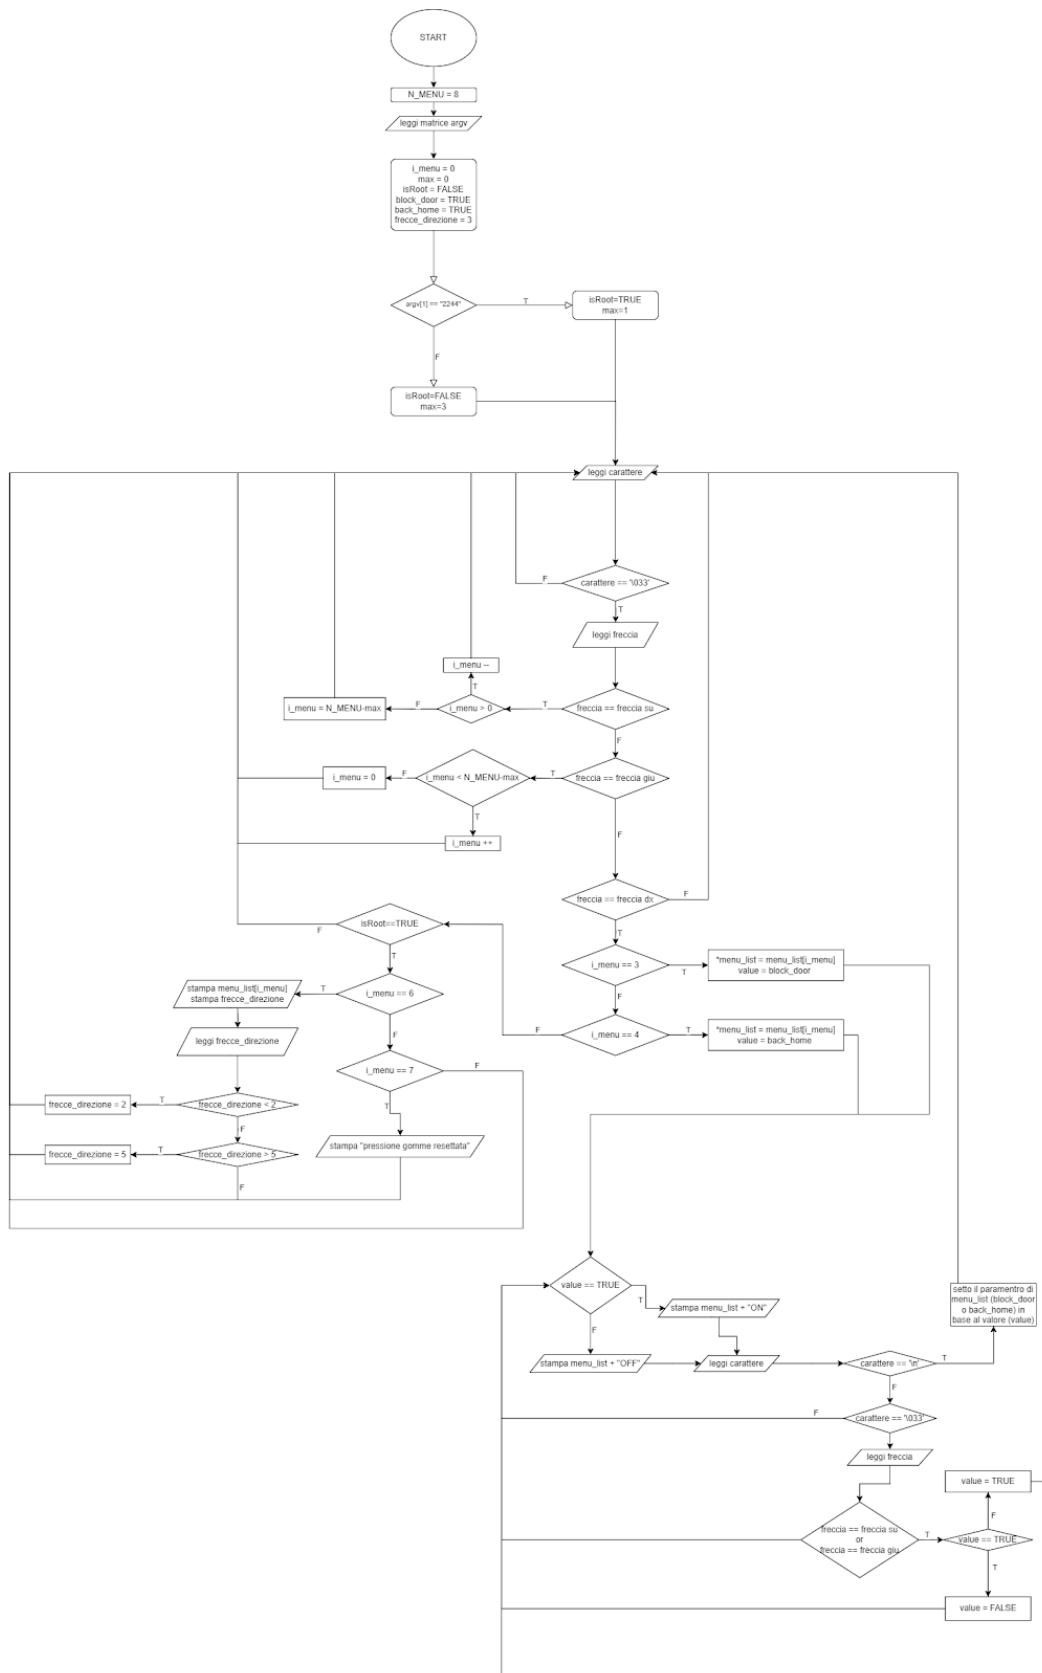 START
N_MENU = 8
leggi matrice argv
i_menu = 0
max = 0
isRoot = FALSE
block_door = TRUE
back_home = TRUE
frecce_direzione = 3
argv[1] == "2244"
T
isRoot=TRUE
max=1
F
isRoot=FALSE
max=3
leggi carattere
F
carattere == '\033'
T
leggi freccia
i_menu --
T
i_menu = N_MENU-max
F
i_menu > 0
T
freccia == freccia su
F
i_menu = 0
F
i_menu < N_MENU-max
T
freccia == freccia giu
T
F
i_menu ++
freccia == freccia dx
F
T
isRoot==TRUE
F
T
i_menu == 3
T
*menu_list = menu_list[i_menu]
value = block_door
F
stampa menu_list[i_menu]
stampa frecce_direzione
T
i_menu == 6
F
F
i_menu == 4
T
*menu_list = menu_list[i_menu]
value = back_home
leggi frecce_direzione
i_menu == 7
F
T
frecce_direzione = 2
T
frecce_direzione < 2
F
stampa "pressione gomme resettata"
frecce_direzione = 5
T
frecce_direzione > 5
F
value == TRUE
T
F
stampa menu_list + "ON"
setto il paramentro di
menu_list (block_door
o back_home) in
base al valore (value)
stampa menu_list + "OFF"
leggi carattere
carattere == '\n'
T
F
F
carattere == '\033'
leggi freccia
value = TRUE
F
freccia == freccia su
or
freccia == freccia giu
T
value == TRUE
T
value = FALSE